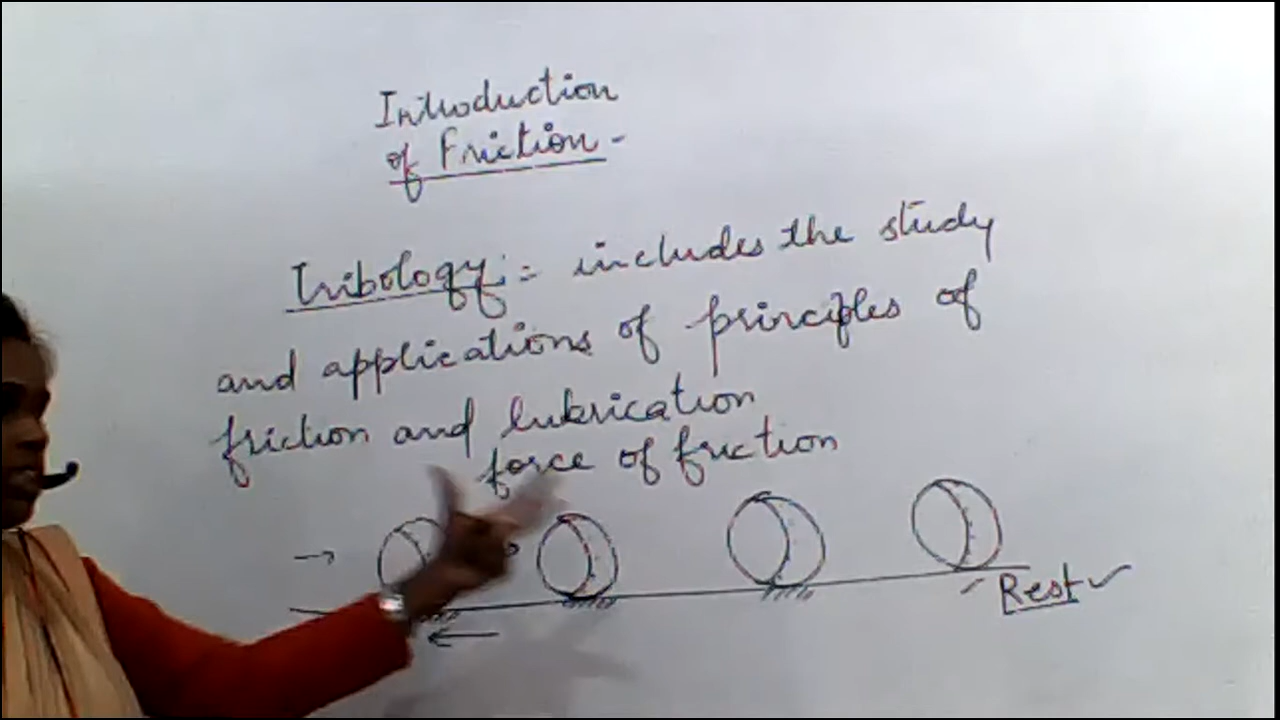 Introduction
of Friction -
Tribology := includes the study
and applications of principles of
friction and lubrication
force of friction
Rest